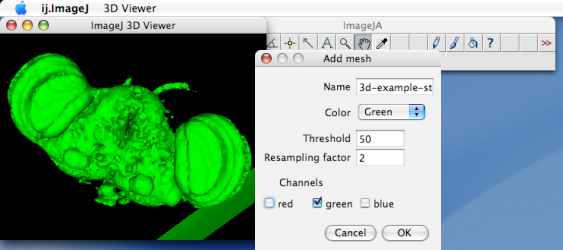 ij.ImageJ 3D Viewer
ImageJ 3D Viewer
ImageJA
A
?
>>
Add mesh
Name 3d-example-st
Color Green
Threshold 50
Resampling factor 2
Channels
red green blue
Cancel OK